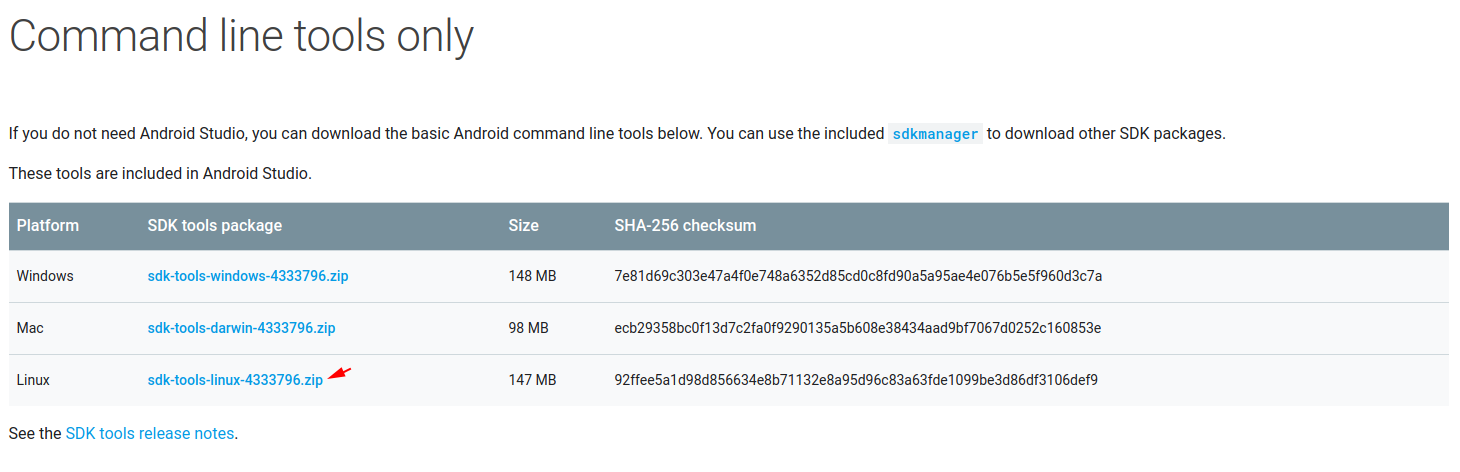 Command line tools only
If you do not need Android Studio, you can download the basic Android command line tools below. You can use the included sdkmanager to download other SDK packages.
These tools are included in Android Studio.
Platform SDK tools package Size SHA-256 checksum
Windows sdk-tools-windows-4333796.zip 148 MB 7e81d69c303e47a4f0e748a6352d85cd0c8fd90a5a95ae4e076b5e5f960d3c7a
Mac sdk-tools-darwin-4333796.zip 98 MB ecb29358bc0f13d7c2fa0f9290135a5b608e38434aad9bf7067d0252c160853e
Linux sdk-tools-linux-4333796.zip 147 MB 92ffee5a1d98d856634e8b71132e8a95d96c83a63fde1099be3d86df3106def9
See the SDK tools release notes.